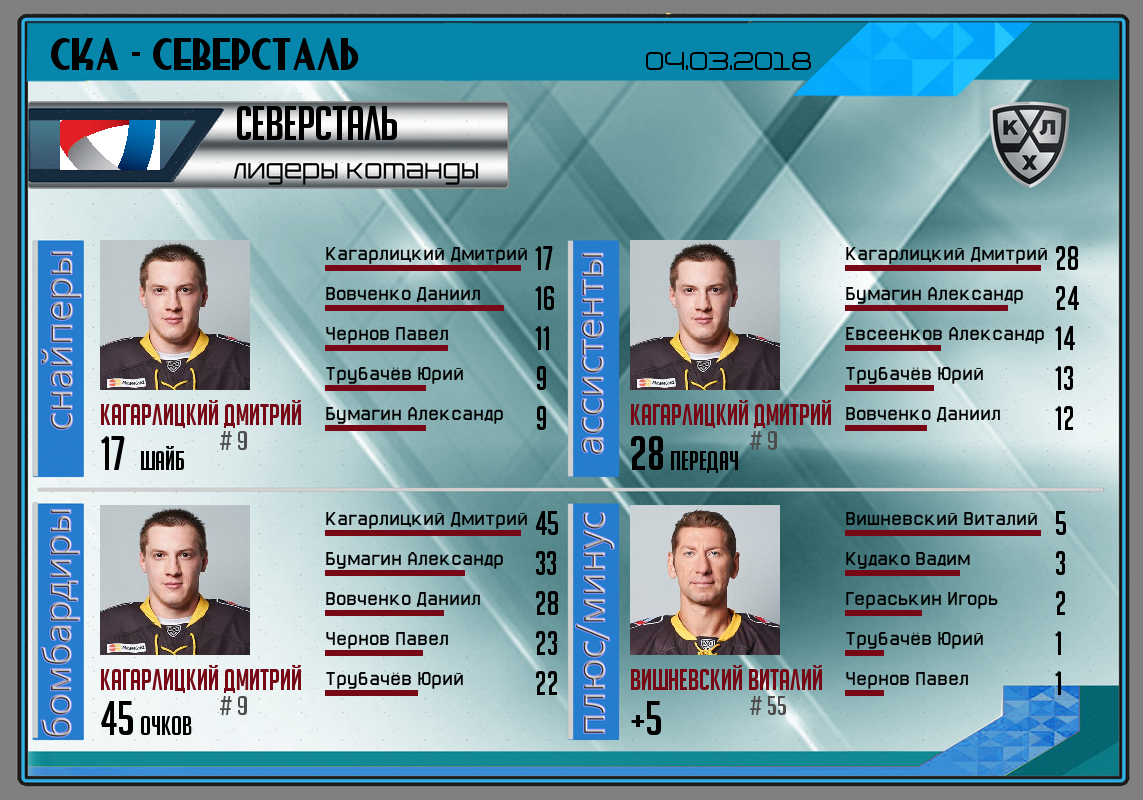 СКА - СЕВЕРСТАЛЬ
04.03.2018
СЕВЕРСТАЛЬ
лидеры команды
КХЛ
снайперы
Кагарлицкий Дмитрий 17
Вовченко Даниил 16
Чернов Павел 11
Трубачёв Юрий 9
Бумагин Александр 9
КАГАРЛИЦКИЙ ДМИТРИЙ
# 9
17 ШАЙБ
ассистенты
Кагарлицкий Дмитрий 28
Бумагин Александр 24
Евсеенков Александр 14
Трубачёв Юрий 13
Вовченко Даниил 12
КАГАРЛИЦКИЙ ДМИТРИЙ
# 9
28 ПЕРЕДАЧ
бомбардиры
Кагарлицкий Дмитрий 45
Бумагин Александр 33
Вовченко Даниил 28
Чернов Павел 23
Трубачёв Юрий 22
КАГАРЛИЦКИЙ ДМИТРИЙ
# 9
45 ОЧКОВ
плюс/минус
Вишневский Виталий 5
Кудако Вадим 3
Гераськин Игорь 2
Трубачёв Юрий 1
Чернов Павел 1
ВИШНЕВСКИЙ ВИТАЛИЙ
# 55
+5